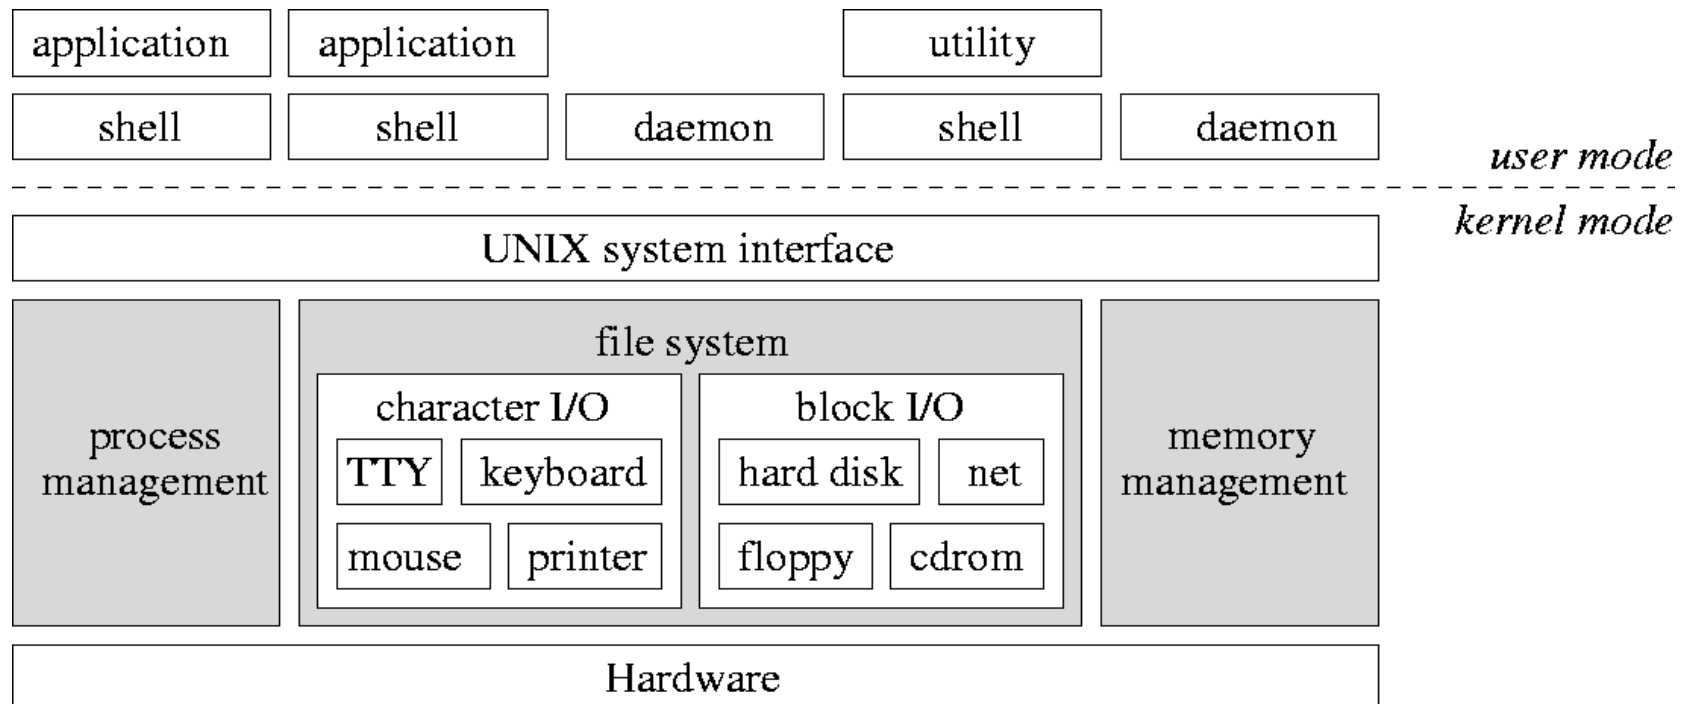 application application utility
shell shell daemon shell daemon
user mode
kernel mode
UNIX system interface
file system
character I/O block I/O
process
management
TTY keyboard hard disk net
mouse printer floppy cdrom
memory
management
Hardware